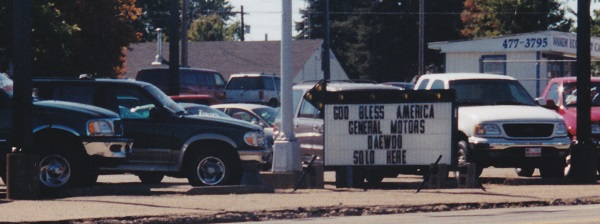 477-3795
GOD BLESS AMERICA
GENERAL MOTORS
DAEWOO
SOLD HERE